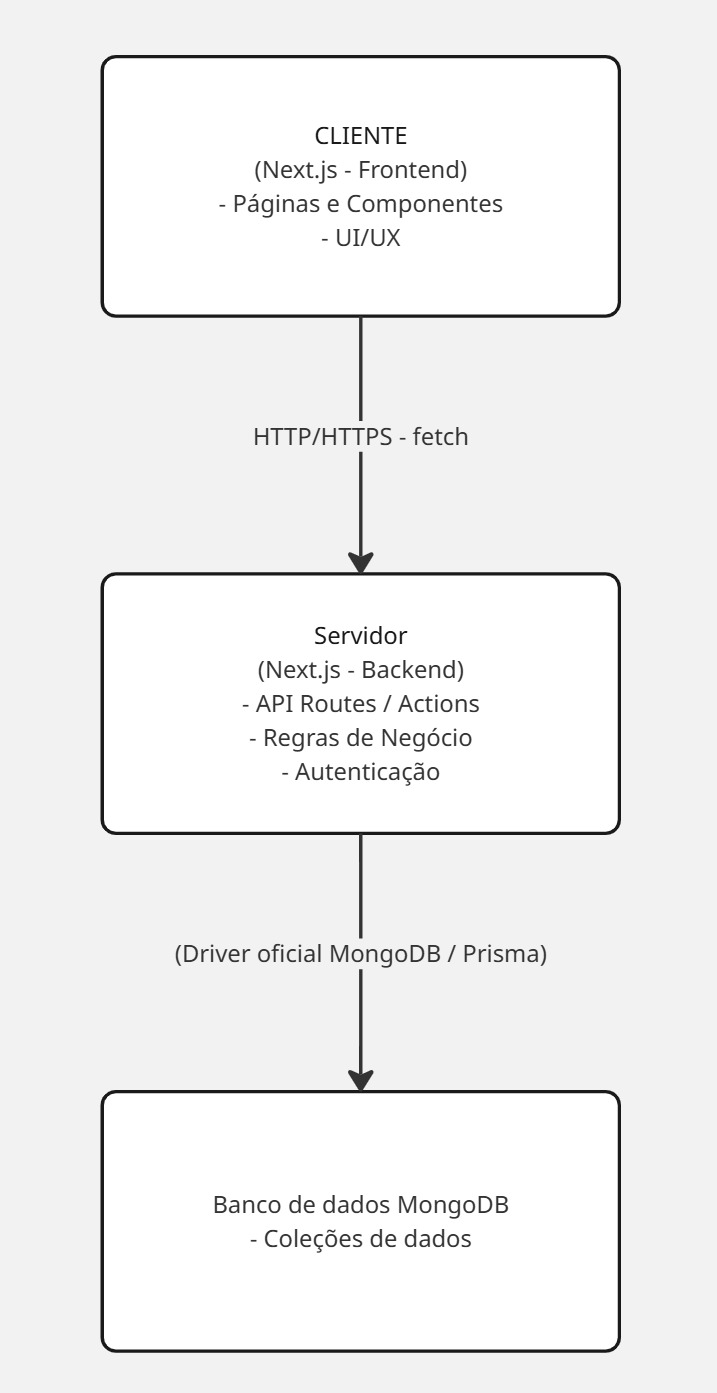 CLIENTE
(Next.js - Frontend)
- Páginas e Componentes
- UI/UX
HTTP/HTTPS - fetch
Servidor
(Next.js - Backend)
- API Routes / Actions
- Regras de Negócio
- Autenticação
(Driver oficial MongoDB / Prisma)
Banco de dados MongoDB
- Coleções de dados